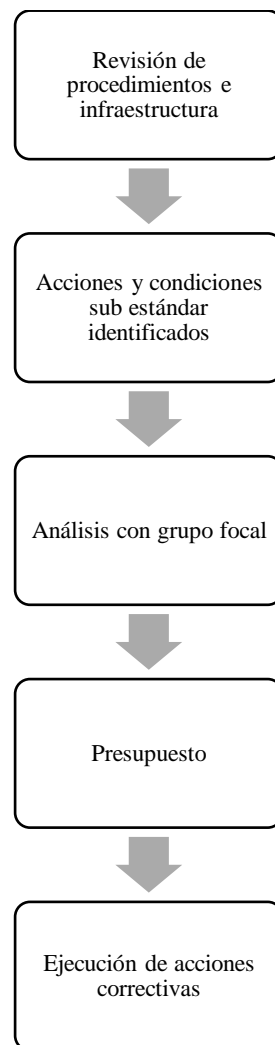 Revisión de
procedimientos e
infraestructura
Acciones y condiciones
sub estándar
identificados
Análisis con grupo focal
Presupuesto
Ejecución de acciones
correctivas